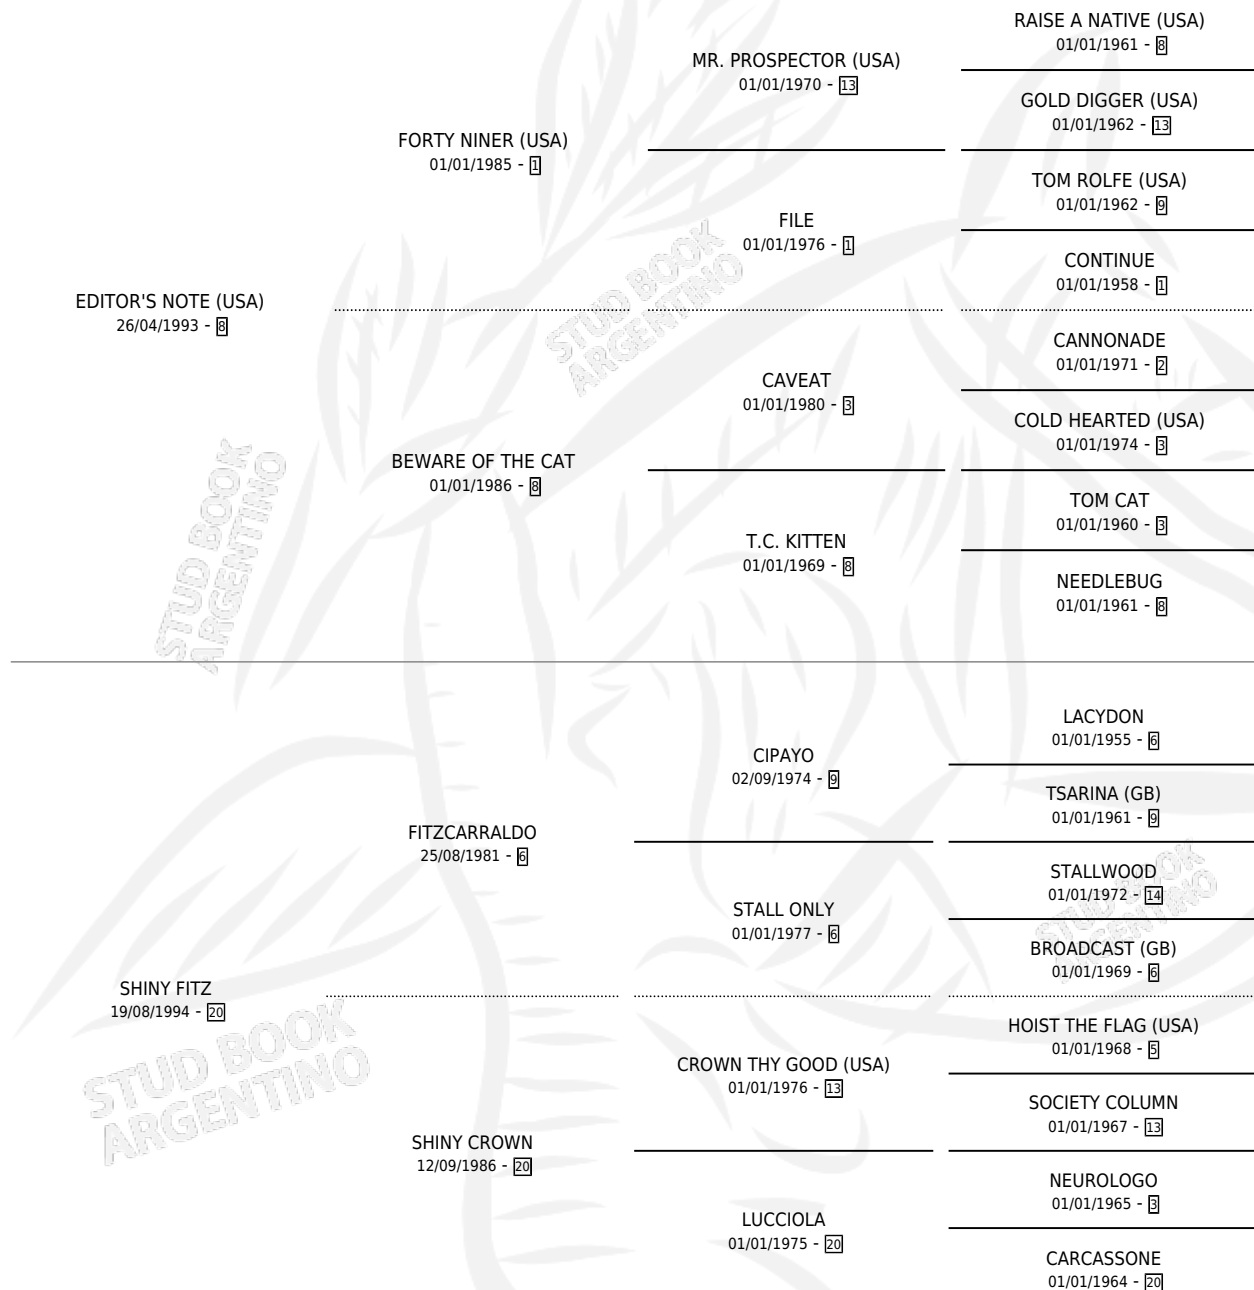 RAISE A NATIVE (USA)
01/01/1961 - 8
MR. PROSPECTOR (USA)
01/01/1970 - 13
GOLD DIGGER (USA)
01/01/1962 - 13
FORTY NINER (USA)
01/01/1985 - 1
TOM ROLFE (USA)
01/01/1962 - 9
FILE
01/01/1976 - 1
CONTINUE
01/01/1958 - 1
EDITOR'S NOTE (USA)
26/04/1993 - 8
STUD BOOK
ARGENTINO
CANNONADE
01/01/1971 - 2
CAVEAT
01/01/1980 - 3
COLD HEARTED (USA)
01/01/1974 - 3
BEWARE OF THE CAT
01/01/1986 - 8
TOM CAT
01/01/1960 - 3
T.C. KITTEN
01/01/1969 - 8
NEEDLEBUG
01/01/1961 - 8
STUD BOOK
ARGENTINO
LACYDON
01/01/1955 - 6
CIPAYO
02/09/1974 - 9
TSARINA (GB)
01/01/1961 - 9
FITZCARRALDO
25/08/1981 - 6
STALLWOOD
01/01/1972 - 14
STALL ONLY
01/01/1977 - 6
STUD BOOK
ARGENTINO
BROADCAST (GB)
01/01/1969 - 6
SHINY FITZ
19/08/1994 - 20
STUD BOOK
ARGENTINO
HOIST THE FLAG (USA)
01/01/1968 - 5
CROWN THY GOOD (USA)
01/01/1976 - 13
SOCIETY COLUMN
01/01/1967 - 13
SHINY CROWN
12/09/1986 - 20
NEUROLOGO
01/01/1965 - 3
LUCCIOLA
01/01/1975 - 20
CARCASSONE
01/01/1964 - 20